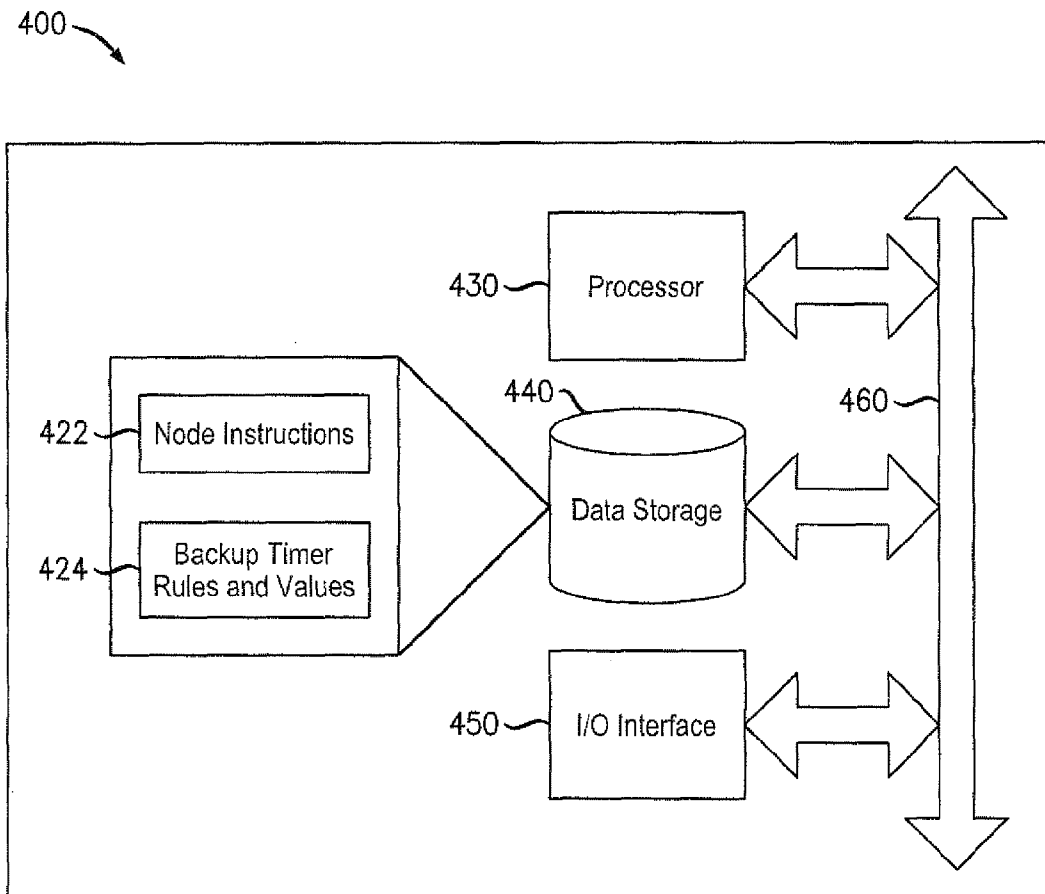 400
430
Processor
440
460
422
Node Instructions
Data Storage
424
Backup Timer
Rules and Values
450
I/O Interface